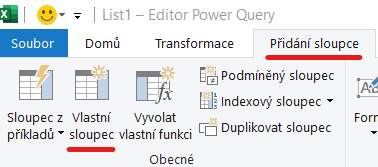 List1 – Editor Power Query
Soubor Domů Transformace Přidání sloupce
Sloupec z příkladů
Vlastní sloupec
Vyvolat vlastní funkci
Podmíněný sloupec
Indexový sloupec
Duplikovat sloupec
Obecné